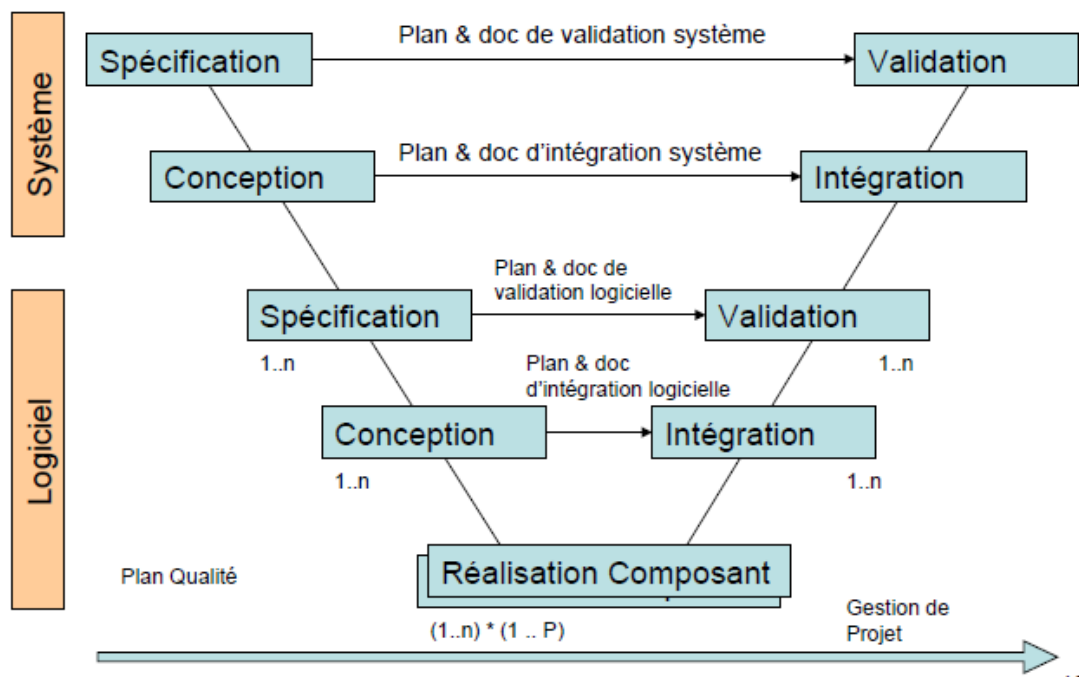 Système
Plan & doc de validation système
Spécification
Validation
Plan & doc d'intégration système
Conception
Intégration
Logiciel
Plan & doc de
validation logicielle
Spécification
Validation
1..n
1..n
Plan & doc
d'intégration logicielle
Conception
Intégration
1..n
1..n
Réalisation Composant
Plan Qualité
(1..n) * (1 .. P)
Gestion de
Projet